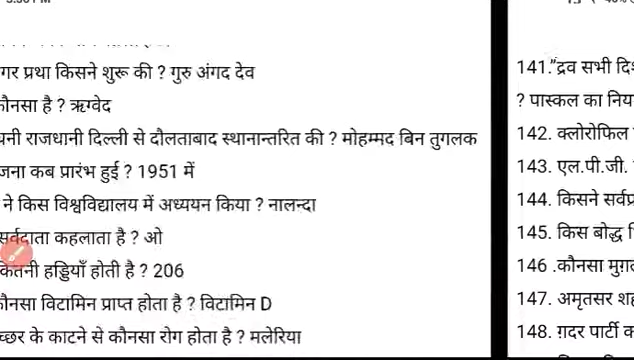 गर प्रथा किसने शुरू की ? गुरु अंगद देव
कौनसा है ? ऋग्वेद
राजधानी दिल्ली से दौलताबाद स्थानान्तरित की ? मोहम्मद बिन तुगलक
जना कब प्रारंभ हुई ? 1951 में
ने किस विश्वविद्यालय में अध्ययन किया ? नालन्दा
सर्वदाता कहलाता है ? ओ
कितनी हड्डियाँ होती है ? 206
कौनसा विटामिन प्राप्त होता है ? विटामिन D
च्छर के काटने से कौनसा रोग होता है ? मलेरिया
141."द्रव सभी
? पास्कल का निय
142. क्लोरोफिल
143. एल.पी.जी.
144. किसने सर्वप्र
145. किस बोद्ध
146 .कौनसा मुग़ल
147. अमृतसर
148. ग़दर पार्टी